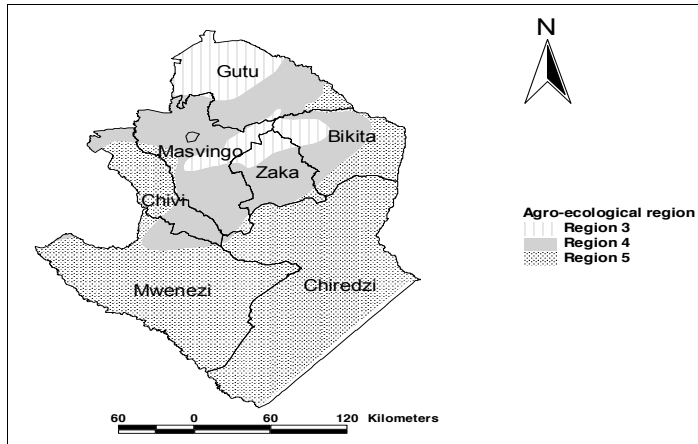 N
Gutu
Masvingo
Bikita
Zaka
Chivi
Mwenezi
Chiredzi
Agro-ecological region
Region 3
Region 4
Region 5
60 0 60 120 Kilometers